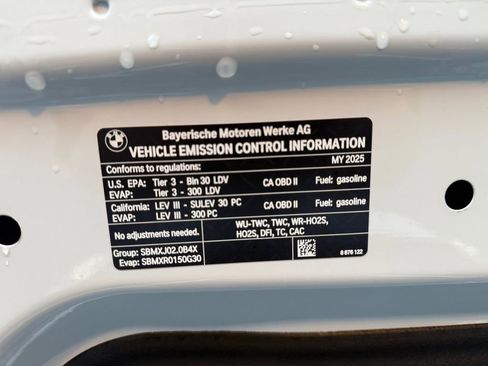 BMW
Bayerische Motoren Werke AG
VEHICLE EMISSION CONTROL INFORMATION
Conforms to regulations: MY 2025
U.S. EPA: Tier 3 - Bin 30 LDV CA OBD II Fuel: gasoline
EVAP: Tier 3 - 300 LDV
California: LEV III - SULEV 30 PC CA OBD II Fuel: gasoline
EVAP: LEV III - 300 PC
No adjustments needed. WU-TWC, TWC, WR-HO2S,
HO2S, DFI, TC, CAC
Group: SBMXJ02.0B4X
Evap: SBMXR0150G30 8 876 122